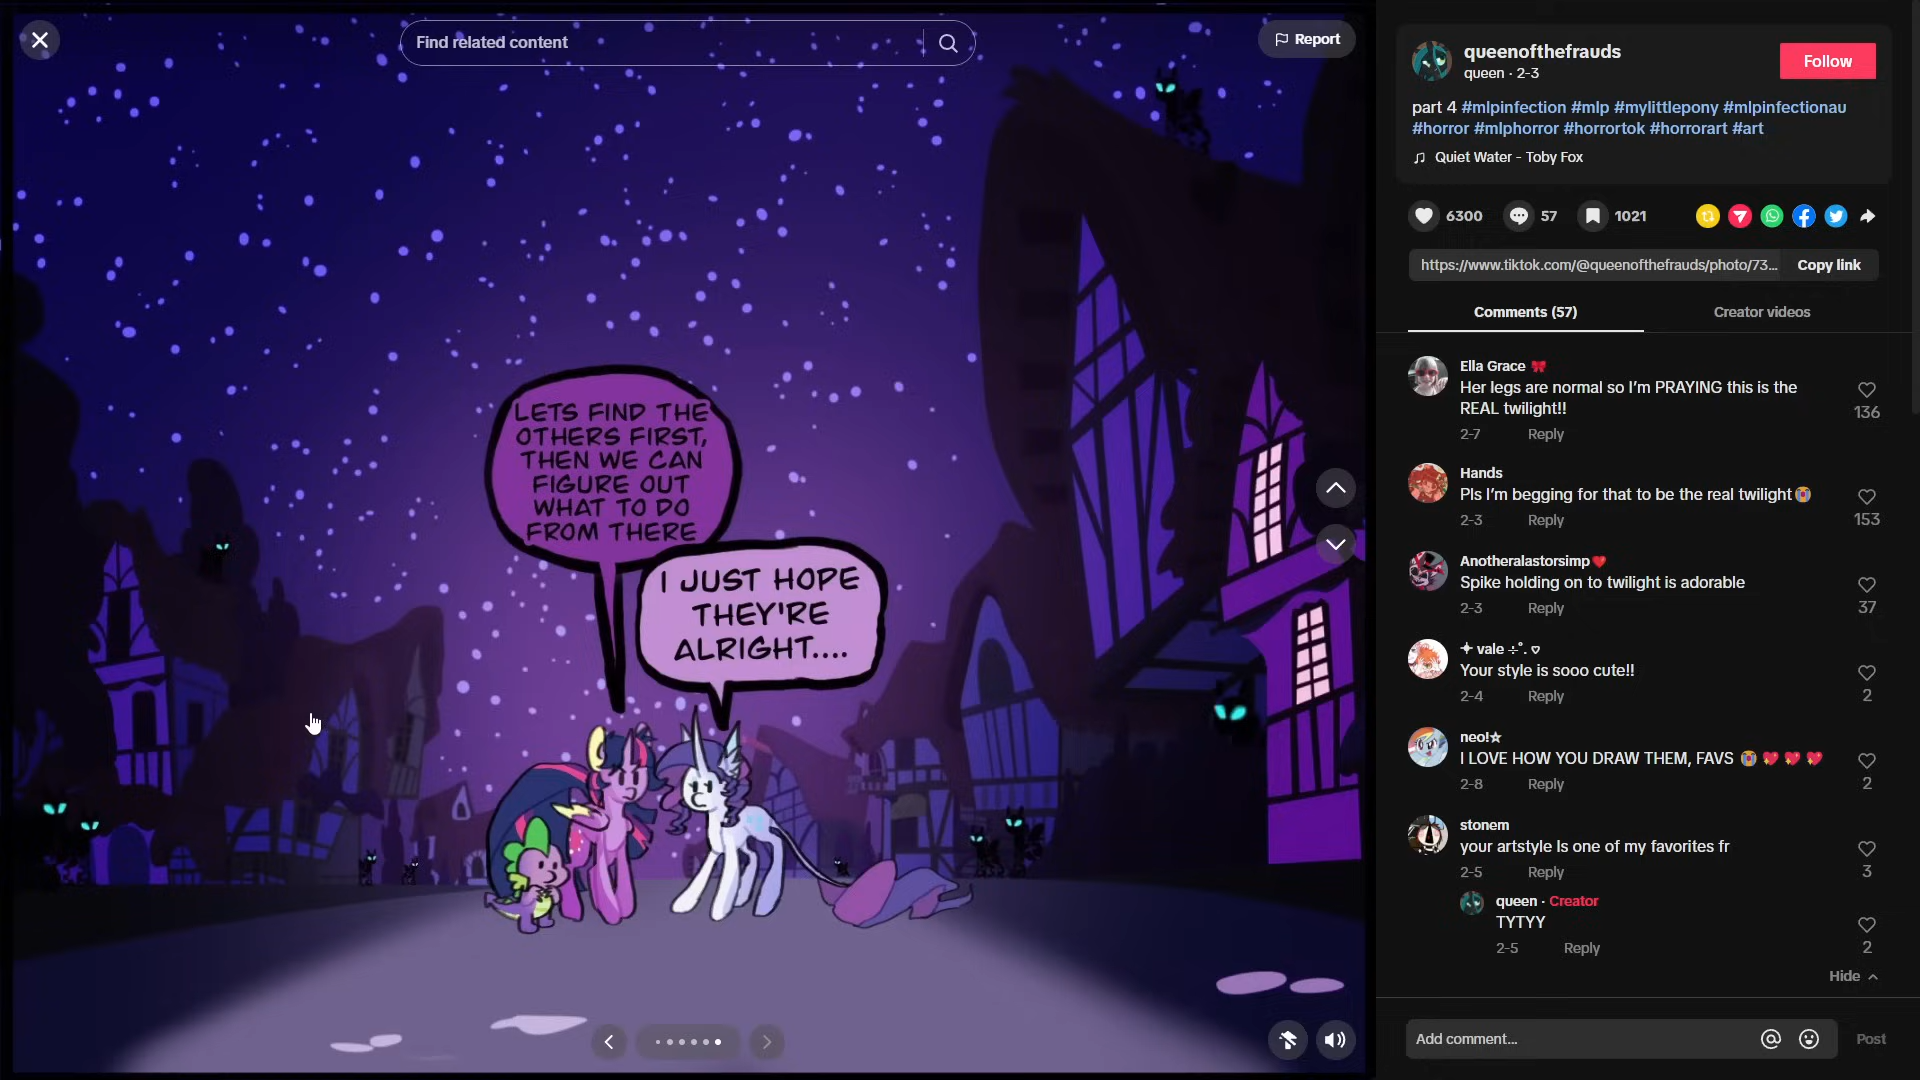 Find related content
Report
LETS FIND THE
OTHERS FIRST,
THEN WE CAN
FIGURE OUT
WHAT TO DO
FROM THERE
I JUST HOPE
THEY'RE
ALRIGHT....
queenofthefrauds
queen · 2-3
Follow
part 4 #mlpinfection #mlp #mylittlepony #mlpinfectionau
#horror #mlphorror #horrortok #horrorart #art
Quiet Water - Toby Fox
6300
57
1021
https://www.tiktok.com/@queenofthefrauds/photo/73...
Copy link
Comments (57)
Creator videos
Ella Grace 🎀
Her legs are normal so I'm PRAYING this is the
REAL twilight!!
136
2-7
Reply
Hands
Pls I'm begging for that to be the real twilight😭
153
2-3
Reply
Anotheralastorsimp❤️
Spike holding on to twilight is adorable
37
2-3
Reply
✦ vale ÷˚. ♡
Your style is sooo cute!!
2
2-4
Reply
neo!☆
I LOVE HOW YOU DRAW THEM, FAVS 😭 💖 💖 💖
2
2-8
Reply
stonem
your artstyle Is one of my favorites fr
3
2-5
Reply
queen · Creator
TYTYY
2
2-5
Reply
Hide
Add comment...
Post